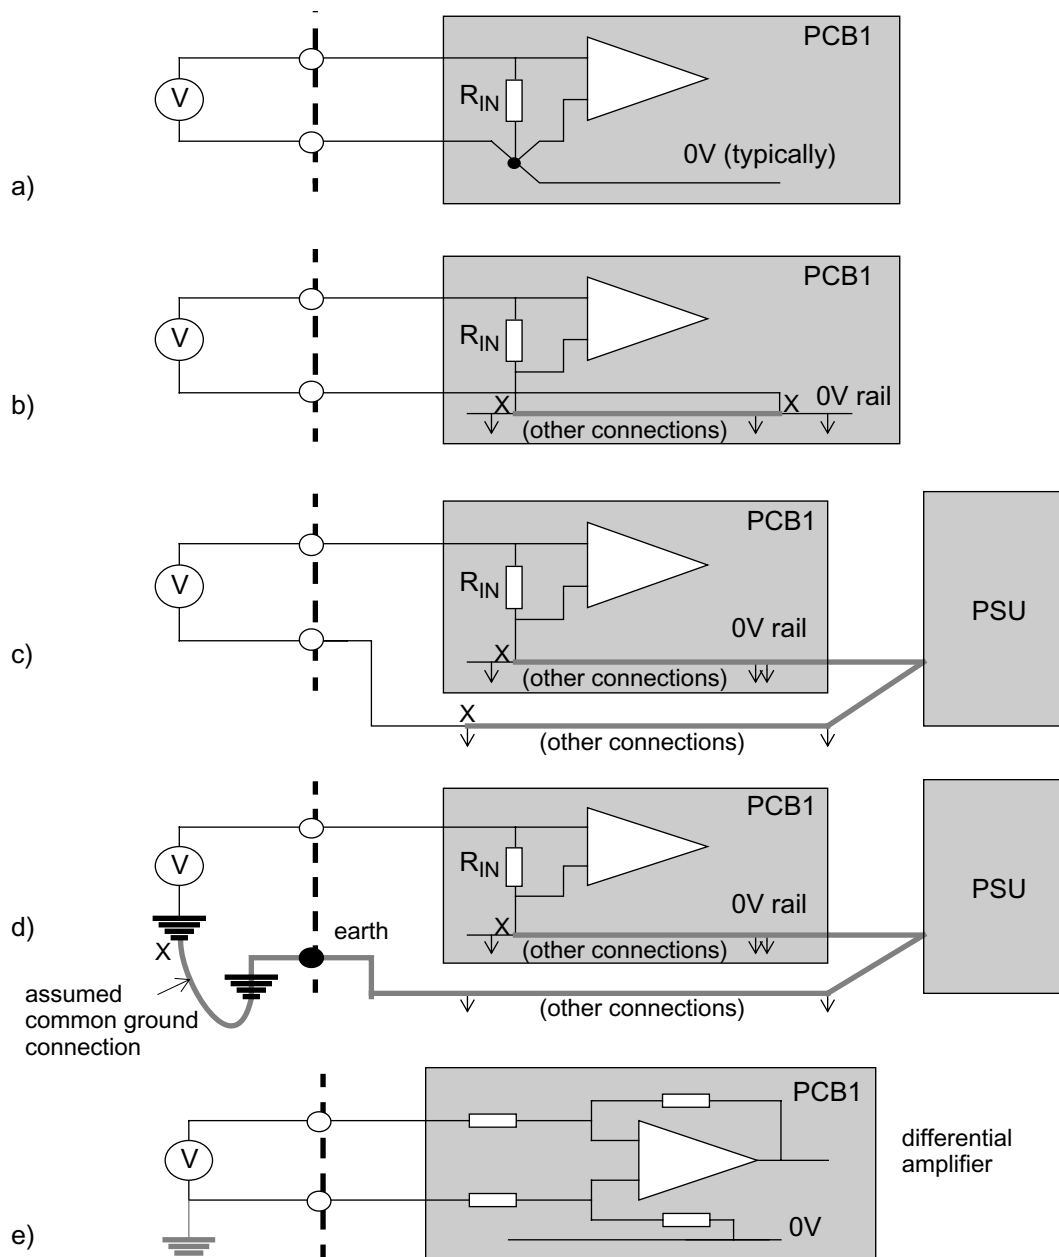 PCB1
V
R_IN
0V (typically)
a)
PCB1
V
R_IN
b)
X
X
0V rail
(other connections)
PCB1
V
R_IN
PSU
0V rail
c)
X
(other connections)
X
(other connections)
PCB1
V
R_IN
PSU
0V rail
d)
X
earth
X
(other connections)
assumed
common ground
connection
(other connections)
PCB1
differential
amplifier
V
0V
e)